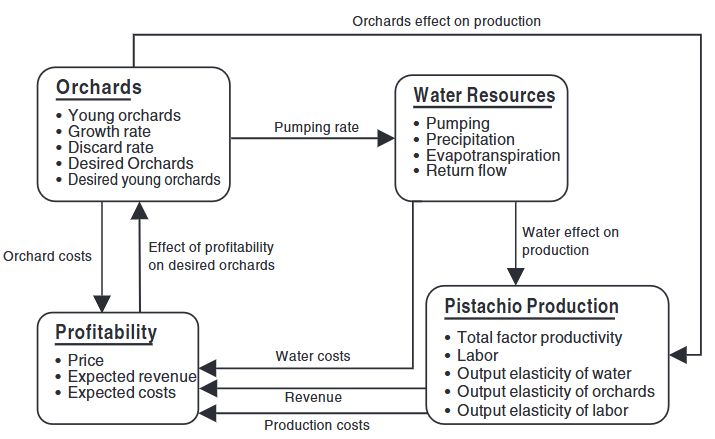 Orchards effect on production
Orchards
• Young orchards
• Growth rate
• Discard rate
• Desired Orchards
• Desired young orchards
Pumping rate
Water Resources
• Pumping
• Precipitation
• Evapotranspiration
• Return flow
Orchard costs
Effect of profitability
on desired orchards
Water effect on
production
Profitability
• Price
• Expected revenue
• Expected costs
Water costs
Revenue
Production costs
Pistachio Production
• Total factor productivity
• Labor
• Output elasticity of water
• Output elasticity of orchards
• Output elasticity of labor